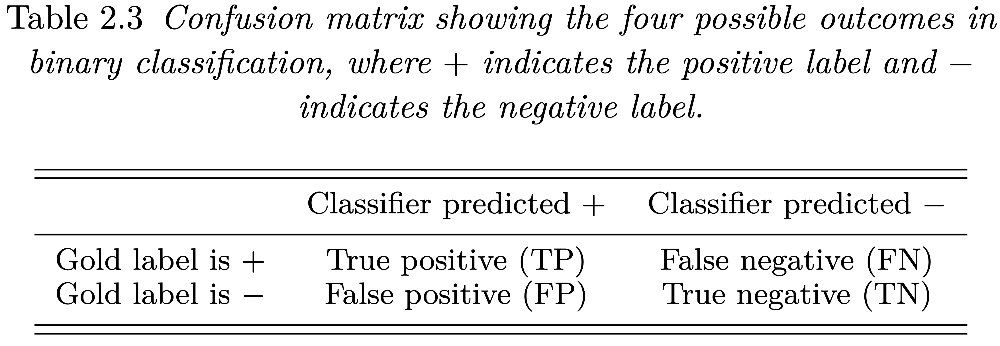 Table 2.3 Confusion matrix showing the four possible outcomes in
binary classification, where + indicates the positive label and −
indicates the negative label.
Classifier predicted + Classifier predicted −
Gold label is + True positive (TP) False negative (FN)
Gold label is − False positive (FP) True negative (TN)